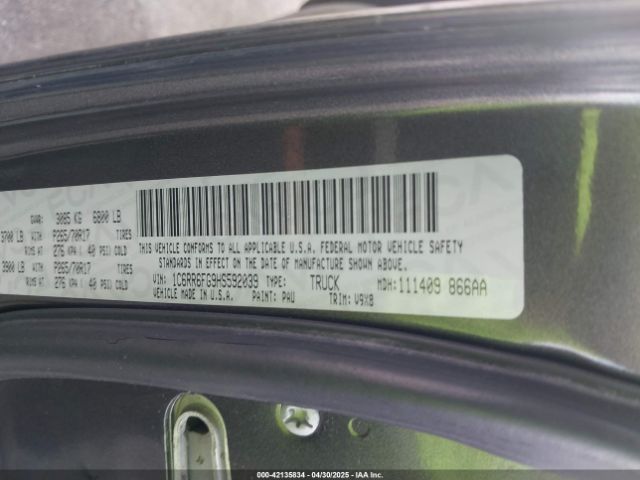 GVWR: 3085 KG 6800 LB
3700 LB WITH P265/70R17 TIRES
RIMS AT 276 KPA ( 40 PSI) COLD
3900 LB WITH P265/70R17 TIRES
RIMS AT 276 KPA ( 40 PSI) COLD
THIS VEHICLE CONFORMS TO ALL APPLICABLE U.S.A. FEDERAL MOTOR VEHICLE SAFETY
STANDARDS IN EFFECT ON THE DATE OF MANUFACTURE SHOWN ABOVE.
VIN: 1C6RR6FG9HS592039 TYPE: TRUCK MDH: 111409 866AA
VEHICLE MADE IN U.S.A. PAINT: PAU TRIM: V9X8
000-42135834 - 04/30/2025 - IAA Inc.